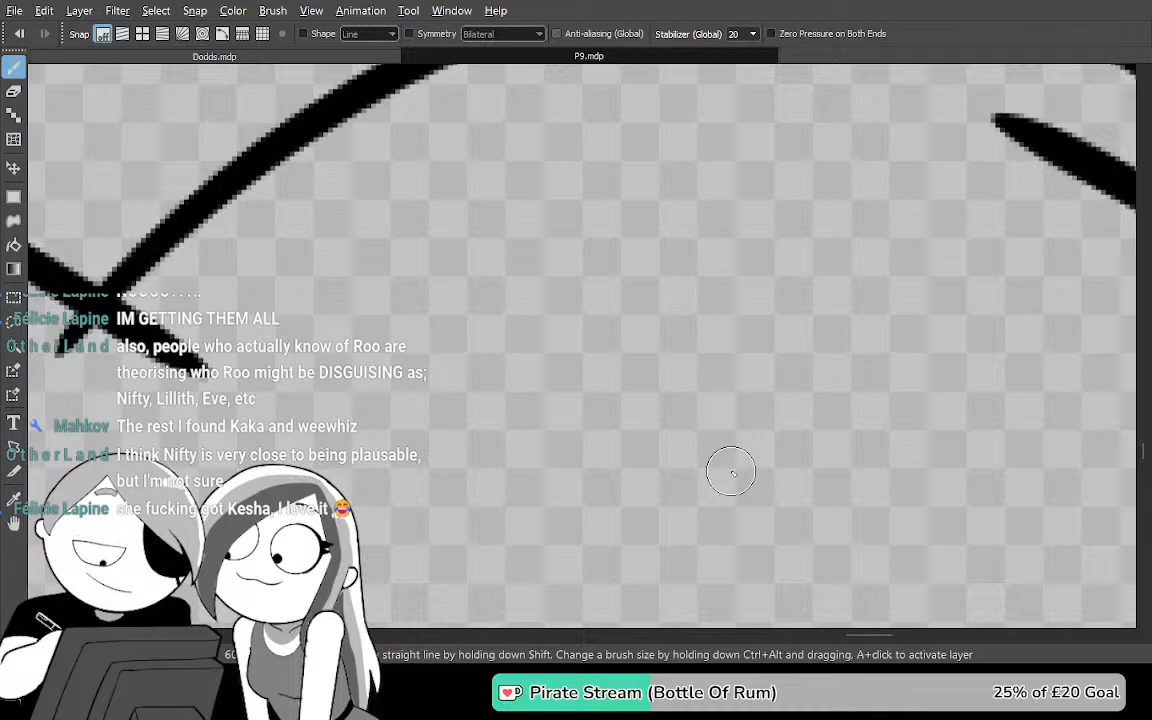 File Edit Layer Filter Select Snap Color Brush View Animation Tool Window Help
Snap off Shape Line Symmetry Bilateral Anti-aliasing (Global) Stabilizer (Global) 20 Zero Pressure on Both Ends
Dodds.mdp P9.mdp
Félicie Lapine IM GETTING THEM ALL
OtherLand also, people who actually know of Roo are
theorising who Roo might be DISGUISING as;
Nifty, Lillith, Eve, etc
Mahkov The rest I found Kaka and weewhiz
OtherLand I think Nifty is very close to being plausable,
but I'm not sure
Félicie Lapine she fucking got Kesha, I love it 😂
straight line by holding down Shift. Change a brush size by holding down Ctrl+Alt and dragging, A+click to activate layer
Pirate Stream (Bottle Of Rum) 25% of £20 Goal